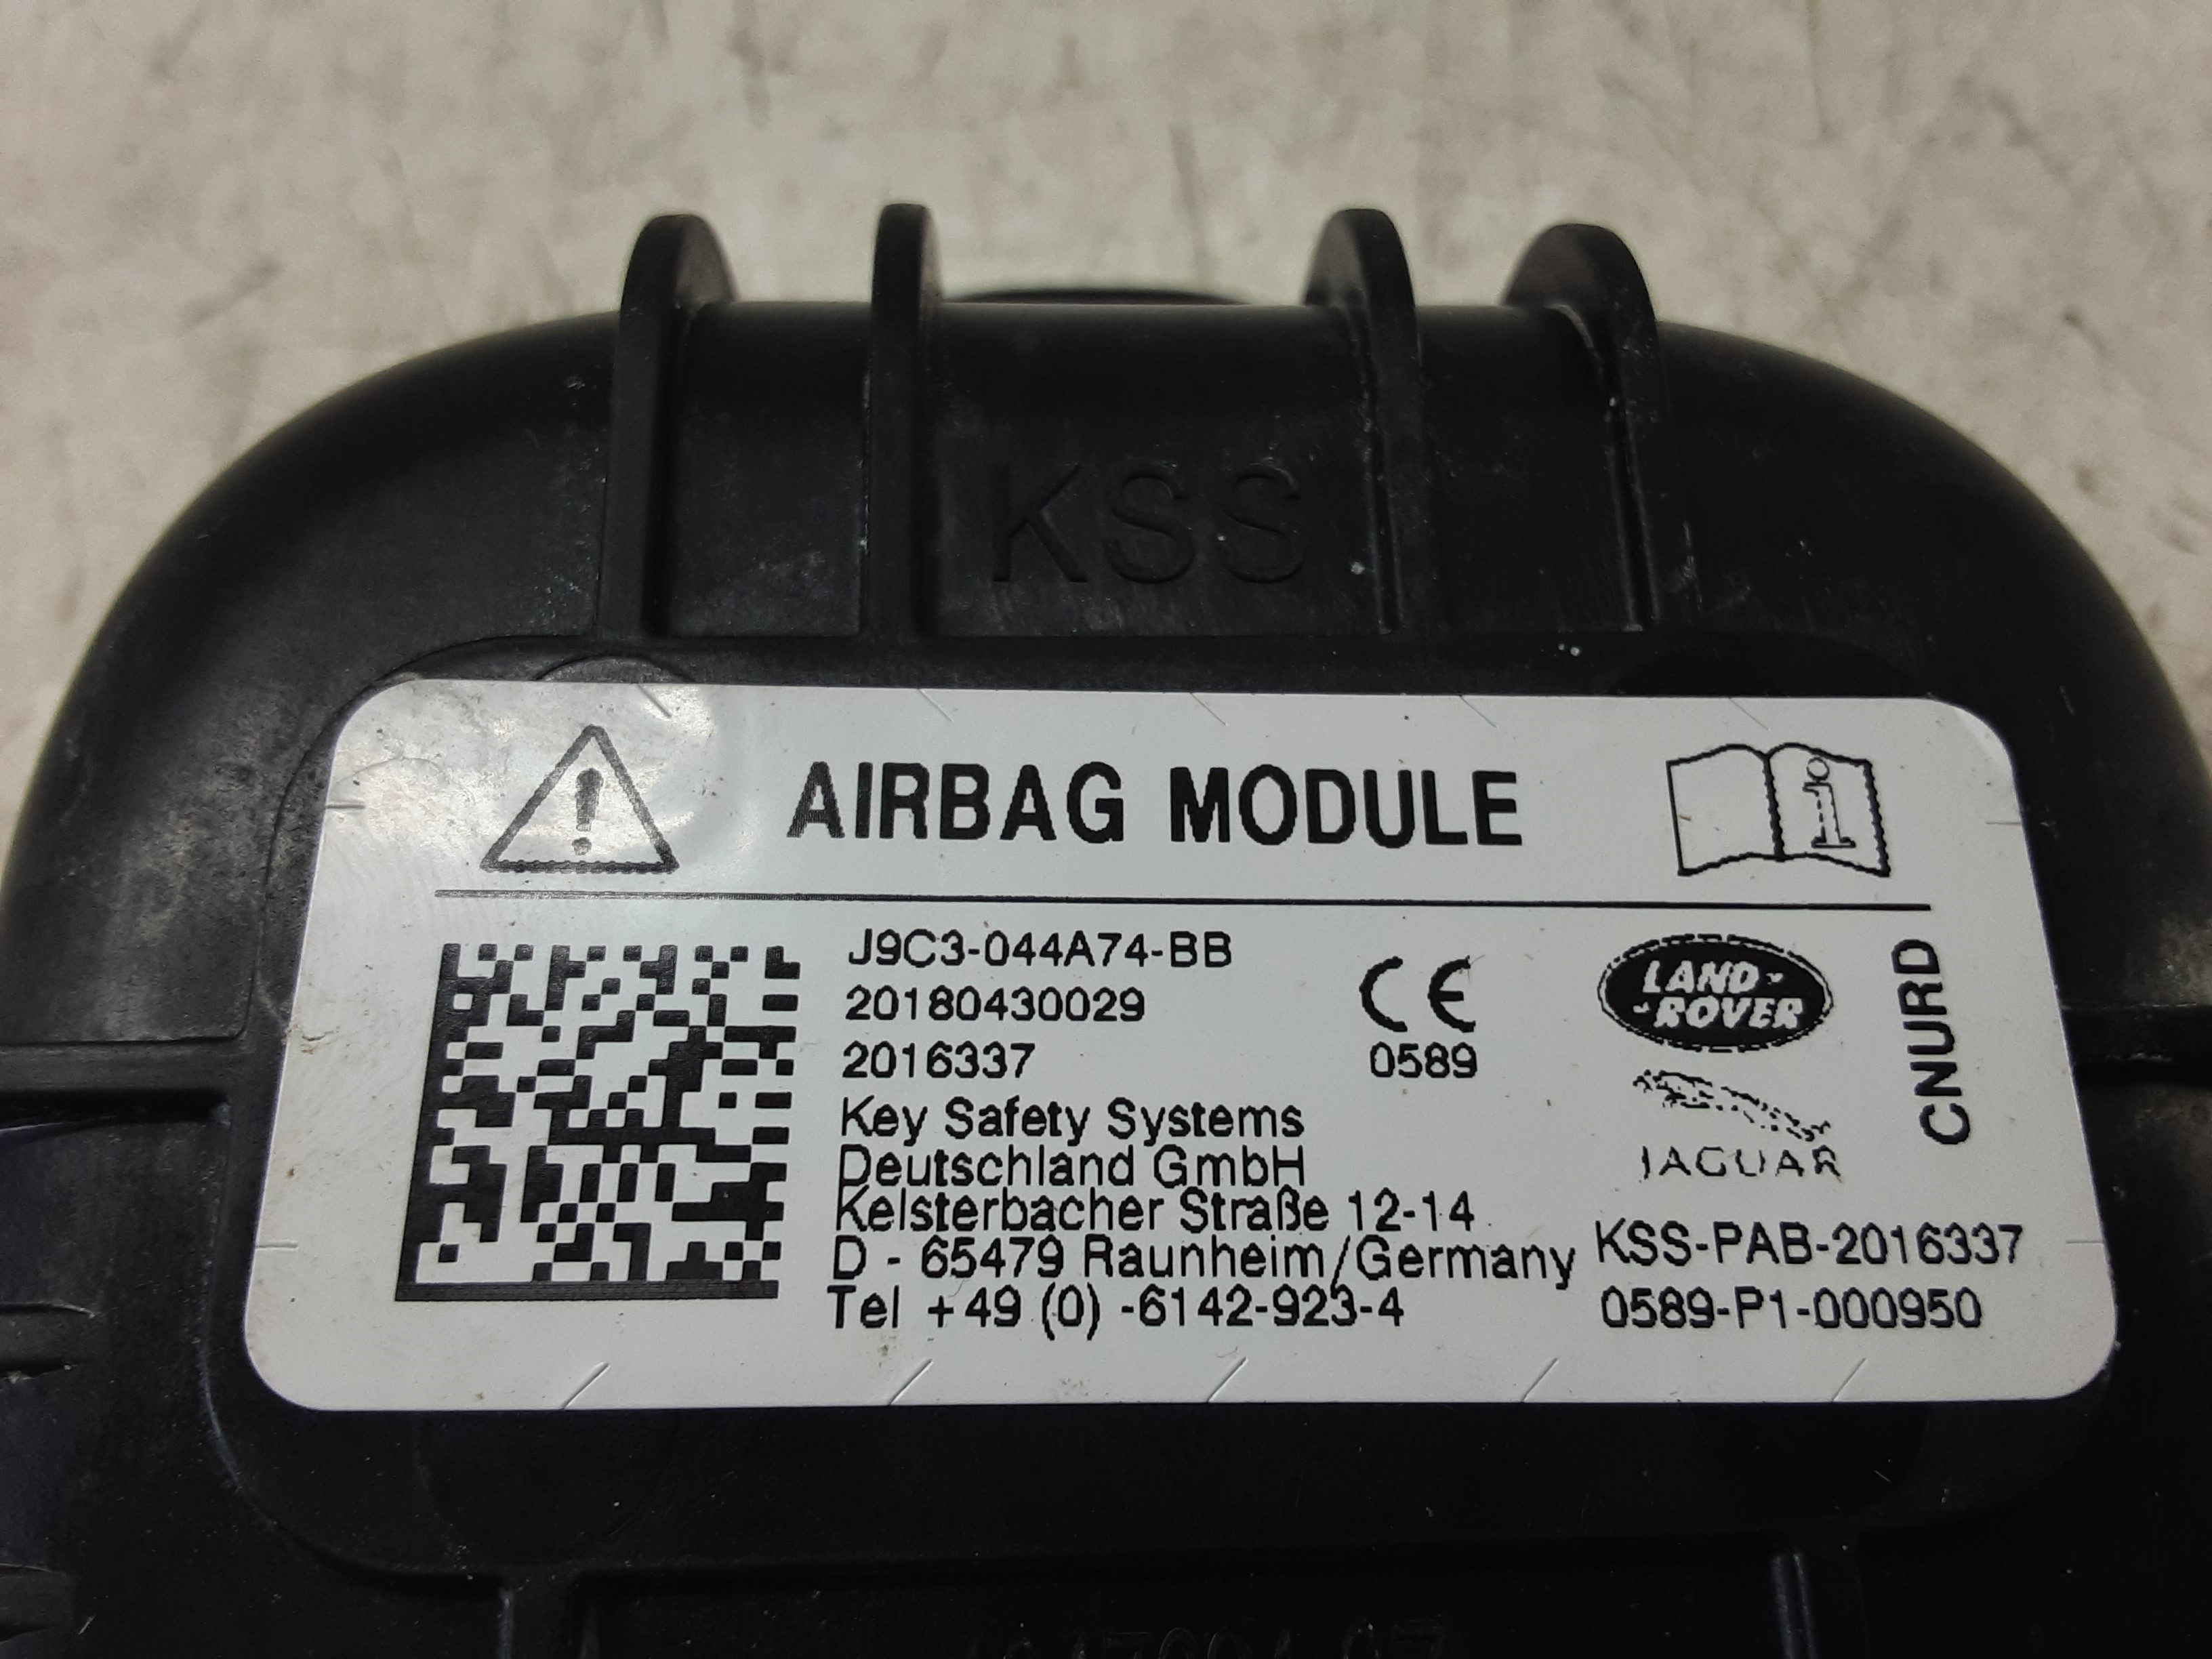 KSS
AIRBAG MODULE
J9C3-044A74-BB
20180430029
2016337
Key Safety Systems
Deutschland GmbH
Kelsterbacher Straße 12-14
D - 65479 Raunheim/Germany
Tel +49 (0) -6142-923-4
CE
0589
LAND
ROVER
JAGUAR
CNURD
KSS-PAB-2016337
0589-P1-000950